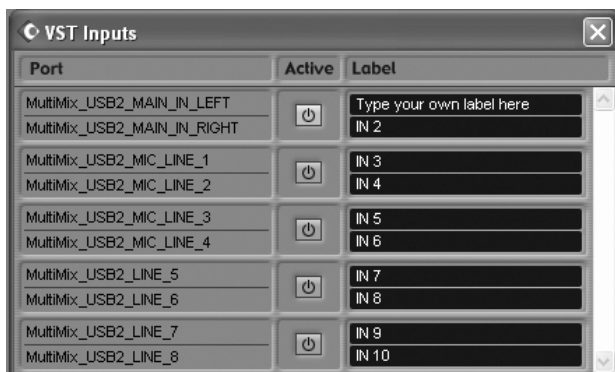 VST Inputs
Port Active Label
MultiMix_USB2_MAIN_IN_LEFT Type your own label here
MultiMix_USB2_MAIN_IN_RIGHT IN 2
MultiMix_USB2_MIC_LINE_1 IN 3
MultiMix_USB2_MIC_LINE_2 IN 4
MultiMix_USB2_MIC_LINE_3 IN 5
MultiMix_USB2_MIC_LINE_4 IN 6
MultiMix_USB2_LINE_5 IN 7
MultiMix_USB2_LINE_6 IN 8
MultiMix_USB2_LINE_7 IN 9
MultiMix_USB2_LINE_8 IN 10